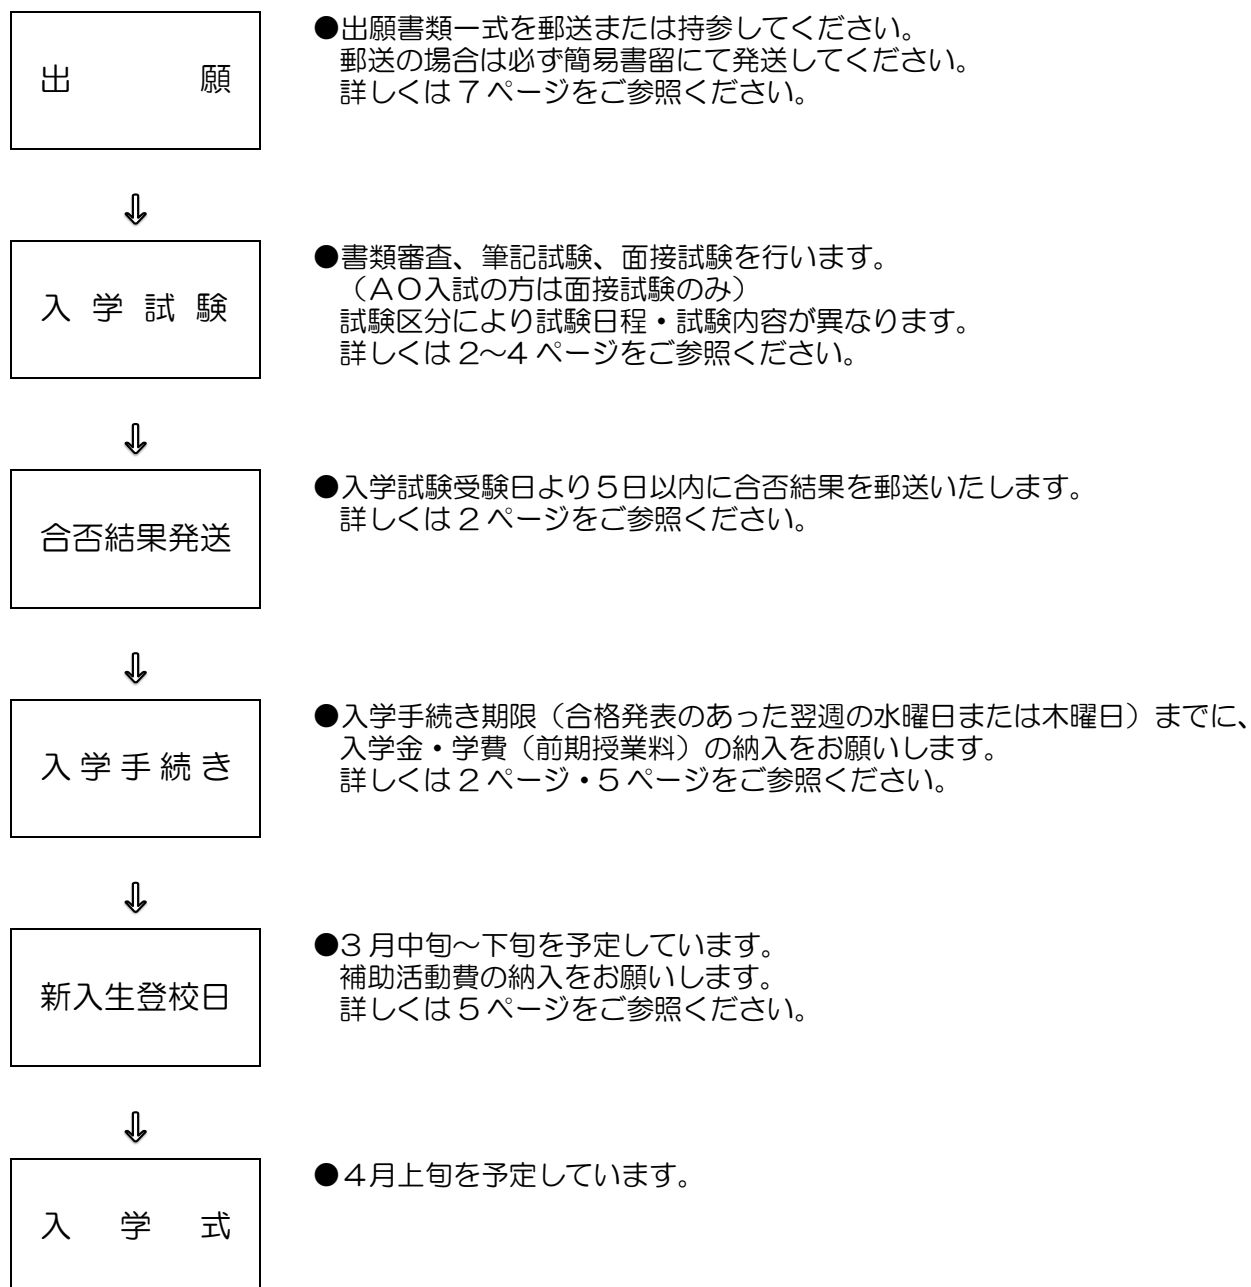 出願
●出願書類一式を郵送または持参してください。
郵送の場合は必ず簡易書留にて発送してください。
詳しくは7ページをご参照ください。
⇓
入学試験
●書類審査、筆記試験、面接試験を行います。
（ＡＯ入試の方は面接試験のみ）
試験区分により試験日程・試験内容が異なります。
詳しくは2～4ページをご参照ください。
⇓
合否結果発送
●入学試験受験日より５日以内に合否結果を郵送いたします。
詳しくは2ページをご参照ください。
⇓
入学手続き
●入学手続き期限（合格発表のあった翌週の水曜日または木曜日）までに、
入学金・学費（前期授業料）の納入をお願いします。
詳しくは2ページ・5ページをご参照ください。
⇓
新入生登校日
●3月中旬～下旬を予定しています。
補助活動費の納入をお願いします。
詳しくは5ページをご参照ください。
⇓
入学式
●４月上旬を予定しています。